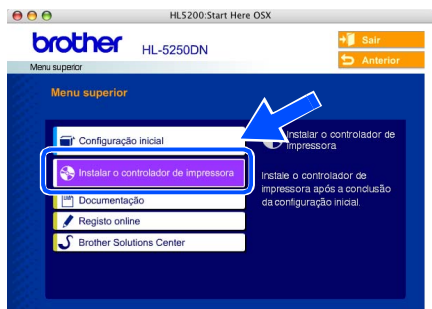 HL5200:Start Here OSX
brother
HL-5250DN
Sair
Anterior
Menu superior
Menu superior
Configuração inicial
Instalar o controlador de impressora
Documentação
Registo online
Brother Solutions Center
Instalar o controlador de
impressora
Instale o controlador de
impressora após a conclusão
da configuração inicial.